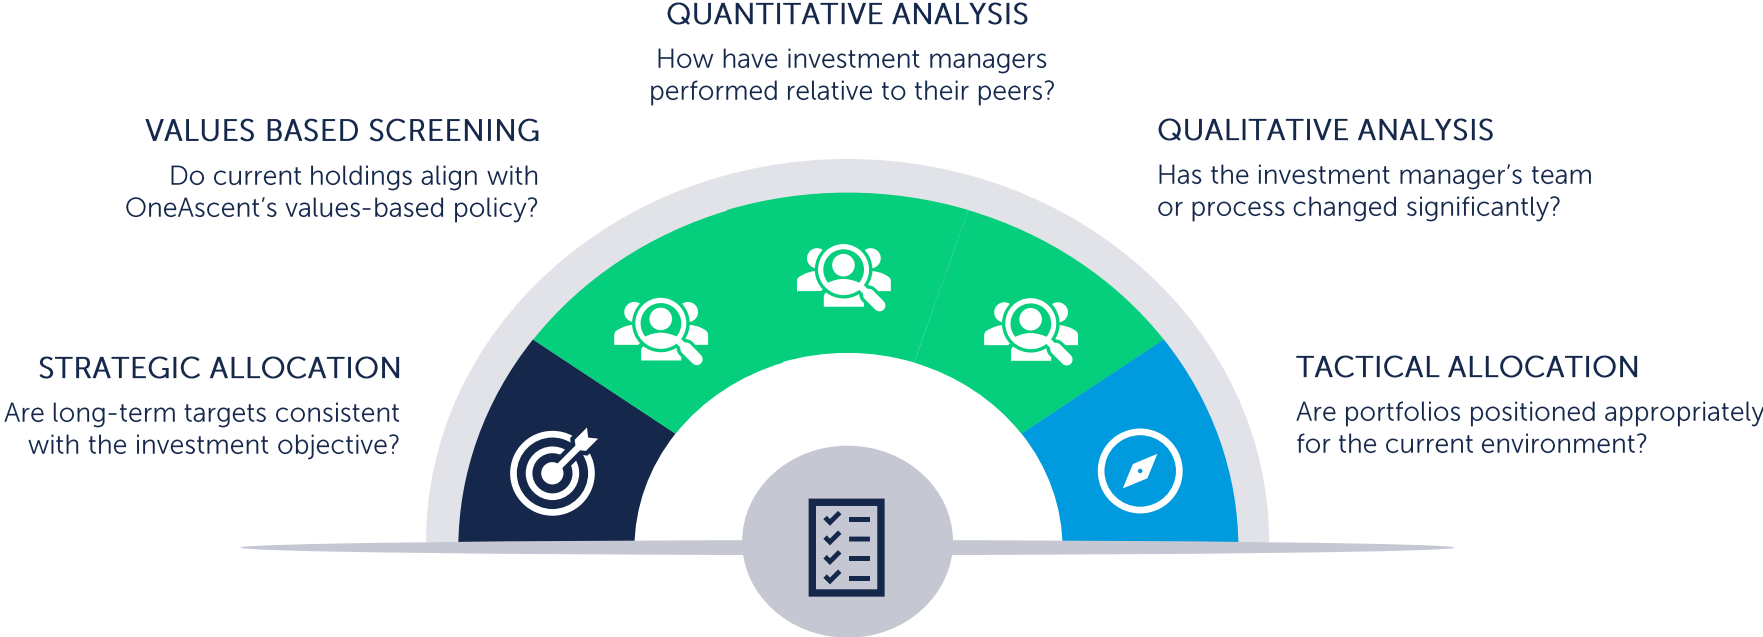 QUANTITATIVE ANALYSIS
How have investment managers
performed relative to their peers?
VALUES BASED SCREENING
Do current holdings align with
OneAscent’s values-based policy?
QUALITATIVE ANALYSIS
Has the investment manager’s team
or process changed significantly?
STRATEGIC ALLOCATION
Are long-term targets consistent
with the investment objective?
TACTICAL ALLOCATION
Are portfolios positioned appropriately
for the current environment?